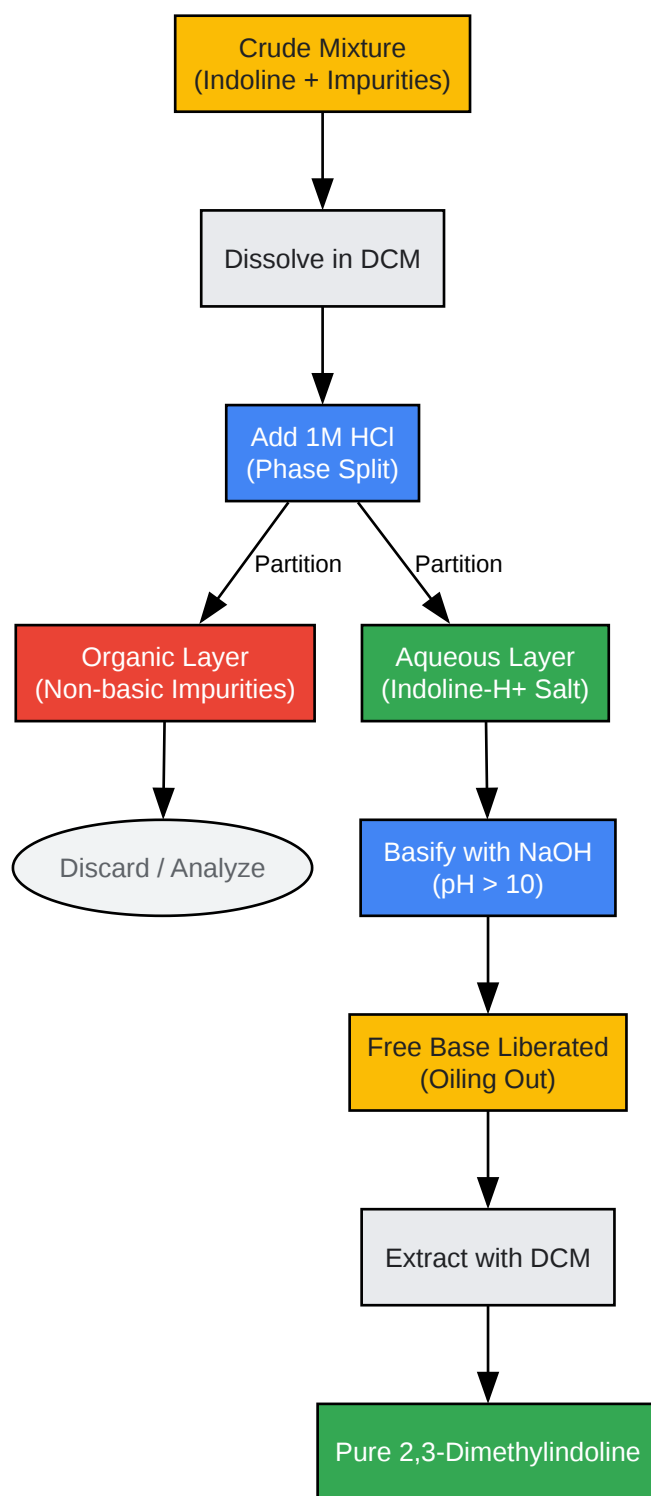 Crude Mixture
(Indoline + Impurities)
Dissolve in DCM
Add 1M HCl
(Phase Split)
Partition
Partition
Organic Layer
(Non-basic Impurities)
Aqueous Layer
(Indoline-H+ Salt)
Discard / Analyze
Basify with NaOH
(pH > 10)
Free Base Liberated
(Oiling Out)
Extract with DCM
Pure 2,3-Dimethylindoline